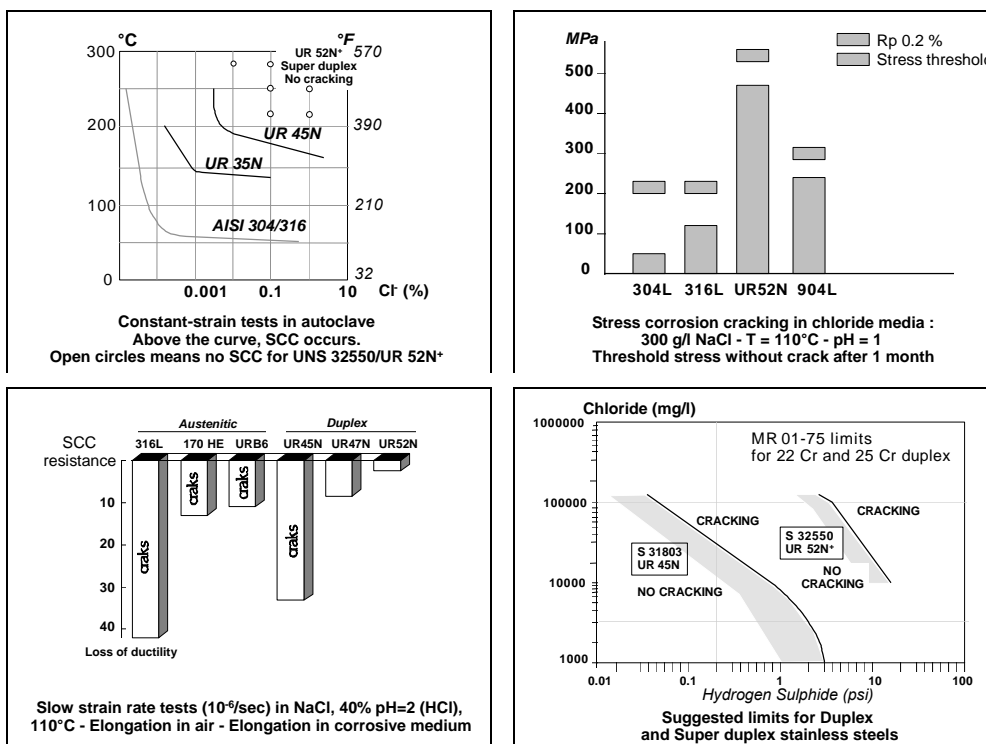 °C
°F
300
200
100
0
570
390
210
32
UR 52N⁺
Super duplex
No cracking
UR 45N
UR 35N
AISI 304/316
0.001
0.1
10
Cl⁻ (%)
Constant-strain tests in autoclave
Above the curve, SCC occurs.
Open circles means no SCC for UNS 32550/UR 52N⁺
MPa
Rp 0.2 %
Stress threshold
500
400
300
200
100
0
304L 316L UR52N 904L
Stress corrosion cracking in chloride media :
300 g/l NaCl - T = 110°C - pH = 1
Threshold stress without crack after 1 month
Austenitic
Duplex
SCC
resistance
316L 170 HE URB6 UR45N UR47N UR52N
10
20
30
40
craks
craks
craks
Loss of ductility
Slow strain rate tests (10⁻⁶/sec) in NaCl, 40% pH=2 (HCl),
110°C - Elongation in air - Elongation in corrosive medium
Chloride (mg/l)
1000000
100000
10000
1000
MR 01-75 limits
for 22 Cr and 25 Cr duplex
CRACKING
CRACKING
S 31803
UR 45N
S 32550
UR 52N⁺
NO CRACKING
NO
CRACKING
0.01
0.1
1
10
100
Hydrogen Sulphide (psi)
Suggested limits for Duplex
and Super duplex stainless steels